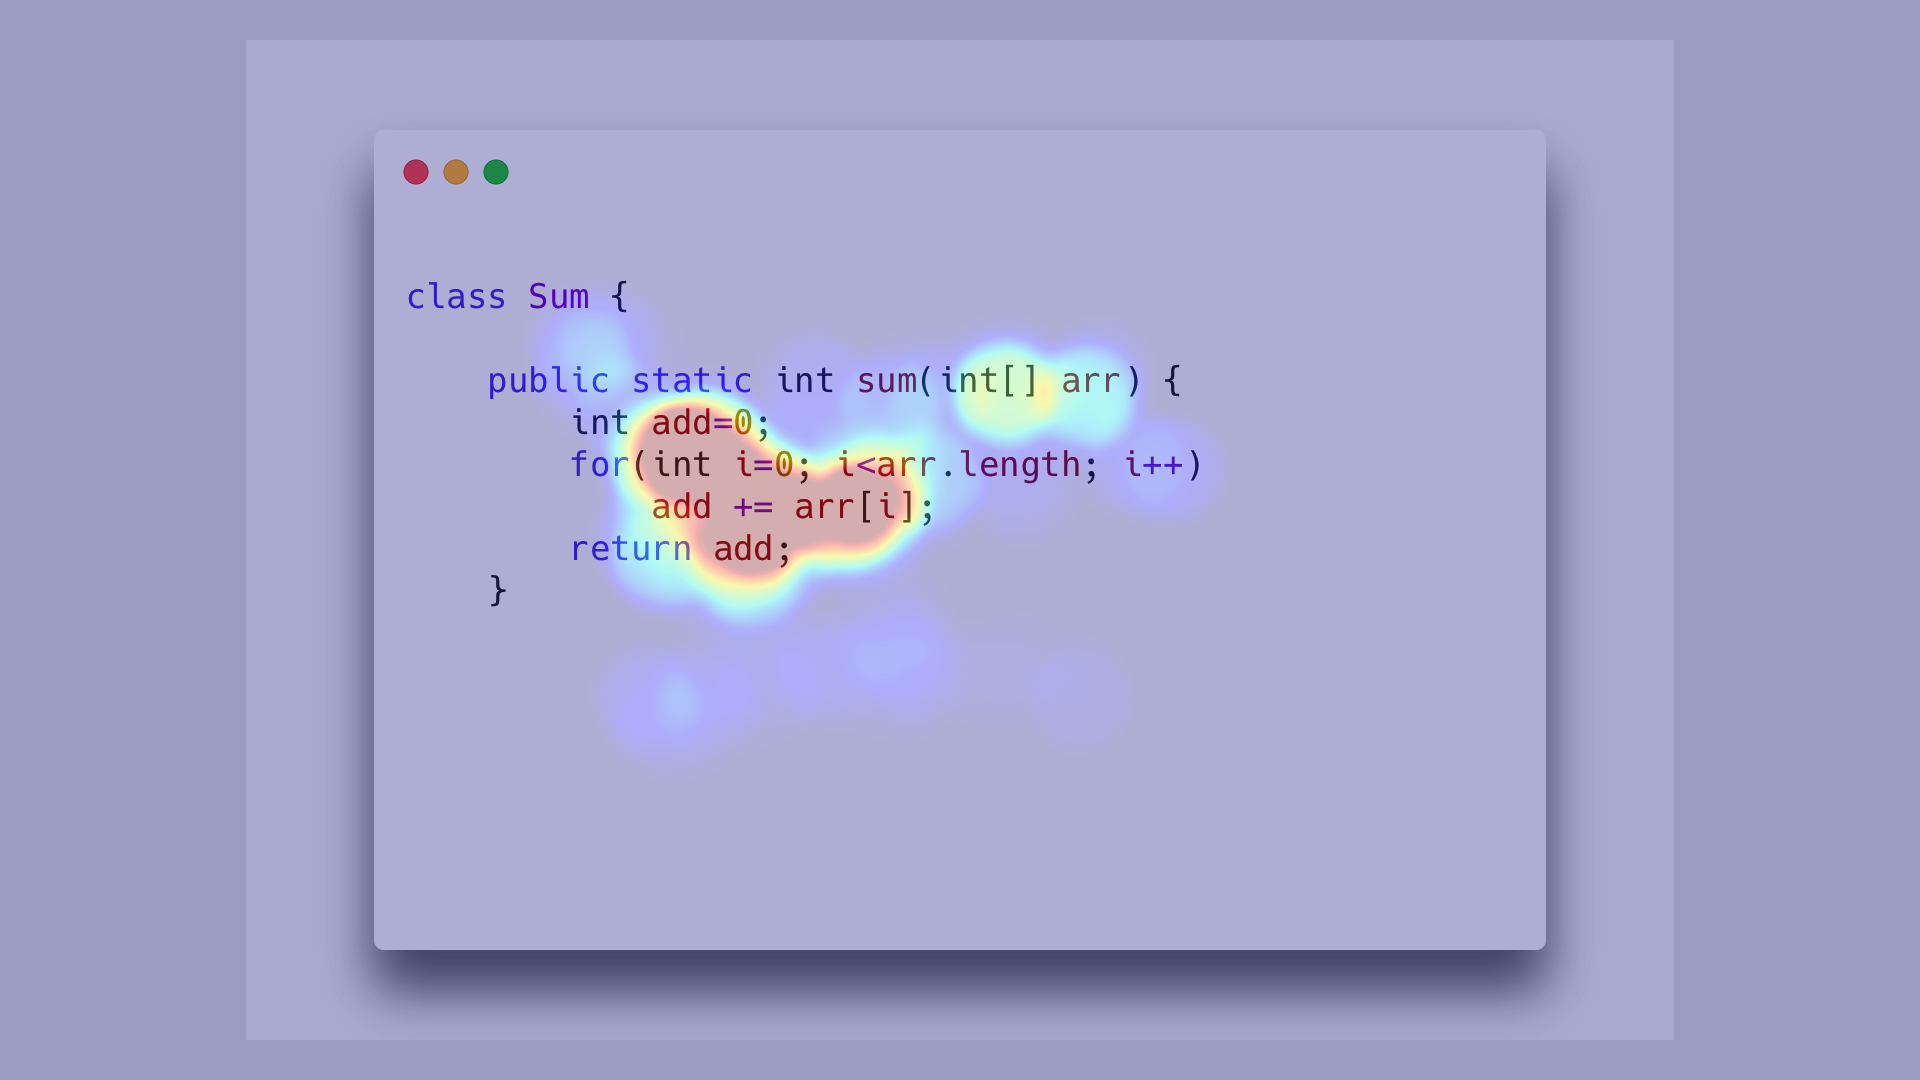 class Sum {
public static int sum(int[] arr) {
int add=0;
for(int i=0; i<arr.length; i++)
add += arr[i];
return add;
}